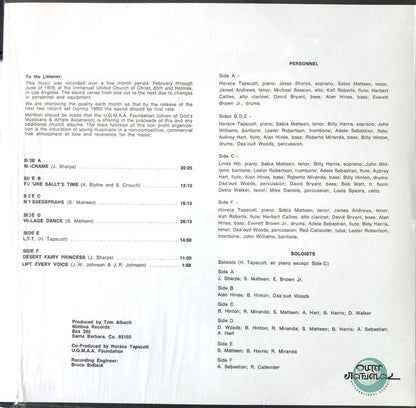 To the Listener:
This music was recorded over a five month period, February through
June of 1979, at the Immanuel United Church of Christ, 85th and Holmes,
in Los Angeles. The sound varies from one cut to the next due to changes
in personnel and equipment.
We are improving the quality each month so that by the release of the
next two record set (spring 1980) the sound should be first rate.
Mention should be made that the U.G.M.A.A. Foundation (Union of God's
Musicians & Artists Ascension) is sharing in the proceeds of this and any
additional church albums. The main function of this non profit organiza-
tion is the education of young musicians in a non-competitive, commercial
free atmosphere of love and reverence for the music.
SIDE A
MACRAME (J. Sharps) 20:25
SIDE B
FUTURE SALLY'S TIME (A. Blythe and S. Crouch) 12:10
SIDE C
NOISSESPRAHS (S. Matteen) 26:13
SIDE D
VILLAGE DANCE (S. Matteen) 26:13
SIDE E
L.T.T. (H. Tapscott) 14:50
SIDE F
DESERT FAIRY PRINCESS (J. Sharps) 11:00
LIFT EVERY VOICE (J.W. Johnson & J.R. Johnson) 1:58
Produced by Tom Albach
Nimbus Records
Box 205
Santa Barbara, Ca. 93102
Co-Produced by Horace Tapscott
U.G.M.A.A. Foundation
Recording Engineer:
Bruce Bidlack
PERSONNEL
Side A -
Horace Tapscott, piano; Jesse Sharps, soprano; Sabia Matteen, tenor;
James Andrews, tenor; Michael Session, alto; Kafi Roberts, flute; Herbert
Callies, alto clarinet; David Bryant, bass; Alan Hines, bass; Everett
Brown Jr., drums.
Sides B,D,E -
Horace Tapscott, piano; Sabia Matteen, tenor; Billy Harris, soprano; John
Williams, baritone; Lester Robertson, trombone; Adele Sebastian, flute;
Aubrey Hart, flute; Alan Hines, bass; Roberto Miranda, bass; Billy Hinton,
drums; Daa'oud Woods, percussion.
Side C -
Linda Hill, piano; Sabia Matteen, tenor; Billy Harris, soprano; John Wil-
liams, baritone; Lester Robertson, trombone; Adele Sebastian, flute; Aubrey
Hart, flute; Alan Hines, bass; Roberto Miranda, bass; Billy Hinton, drums;
Daa'oud Woods, percussion; David Bryant, bass; Bob Watt, fr. horn;
Desta Walker, tenor; Mike Daniels, percussion; Louis Spears, cello.
Side F -
Horace Tapscott, piano; Sabia Matteen, tenor; James Andrews, tenor;
Kafi Roberts, flute; Herbert Callies, alto clarinet; David Bryant, bass; Alan
Hines, bass; Everett Brown Jr., drums; Adele Sebastian, flute; Billy Harris,
tenor; Daa'oud Woods, percussion; Red Callender, tuba; Lester Robertson,
trombone; John Williams, baritone.
SOLOISTS
Soloists (H. Tapscott, all piano except Side C)
Side A
J. Sharps; S. Matteen; E. Brown Jr.
Side B
Alan Hines; B. Hinton; Daa'oud Woods
Side C
B. Hinton; R. Miranda; S. Matteen; A. Hart; B. Harris; D. Walker
Side D
D. Woods; B. Hinton; R. Miranda; S. Matteen; B. Harris; A. Sebastian;
A. Hart
Side E
S. Matteen; B. Harris; R. Miranda
Side F
A. Sebastian; R. Callender
OUTER
NATIONAL